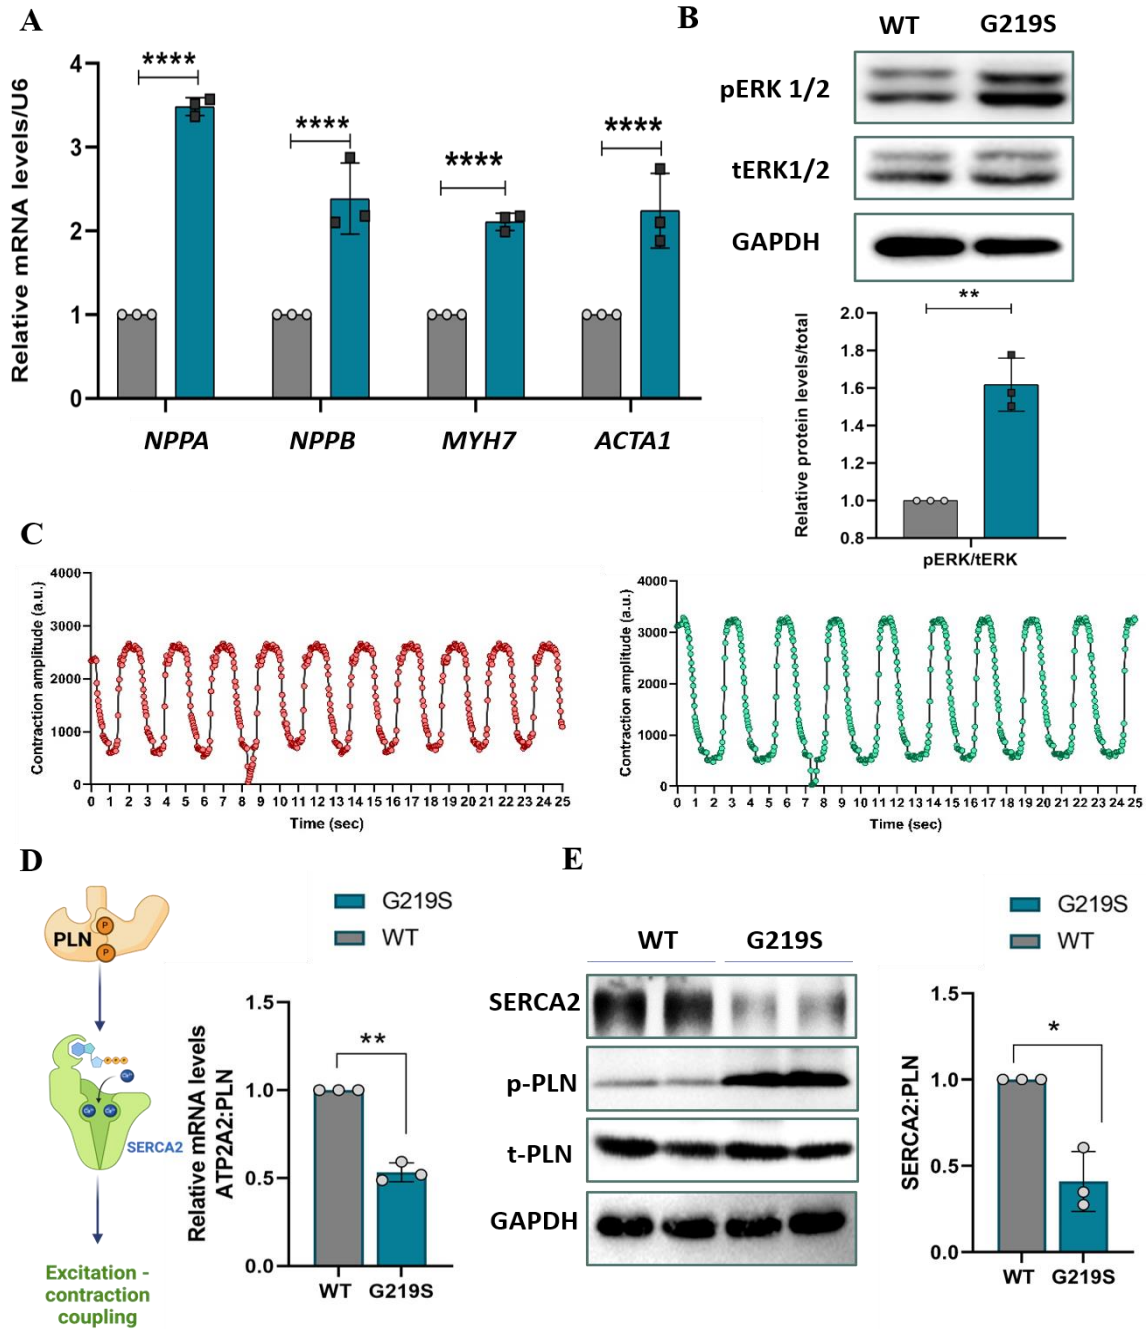 A
Relative mRNA levels/U6
4
3
2
1
0
****
****
****
****
NPPA
NPPB
MYH7
ACTA1
B
WT
G219S
pERK 1/2
tERK1/2
GAPDH
Relative protein levels/total
2.0
1.8
1.6
1.4
1.2
1.0
0.8
**
pERK/tERK
C
Contraction amplitude (a.u.)
4000
3000
2000
1000
0
0 1 2 3 4 5 6 7 8 9 10 11 12 13 14 15 16 17 18 19 20 21 22 23 24 25
Time (sec)
Contraction amplitude (a.u.)
4000
3000
2000
1000
0
0 1 2 3 4 5 6 7 8 9 10 11 12 13 14 15 16 17 18 19 20 21 22 23 24 25
Time (sec)
D
PLN
P
P
P P P
Ca²⁺
Ca²⁺ Ca²⁺
SERCA2
Excitation -
contraction
coupling
G219S
WT
Relative mRNA levels
ATP2A2:PLN
1.5
1.0
0.5
0.0
**
WT
G219S
E
WT
G219S
SERCA2
p-PLN
t-PLN
GAPDH
G219S
WT
SERCA2:PLN
1.5
1.0
0.5
0.0
*
WT
G219S